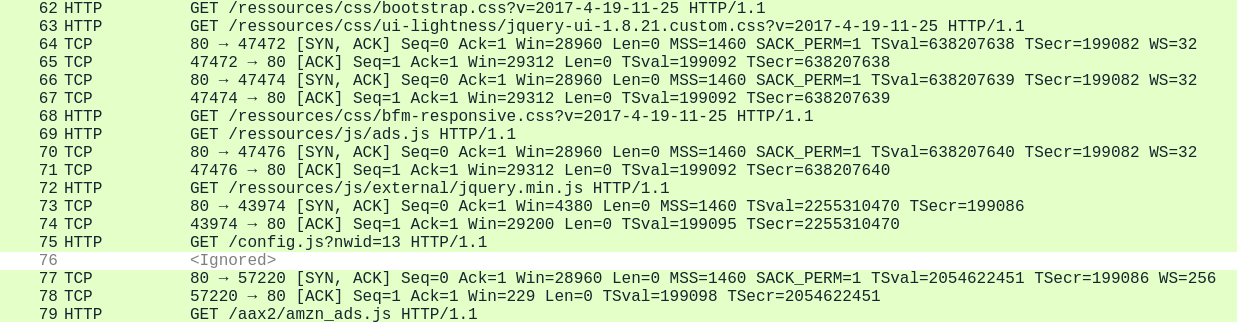 62 HTTP GET /ressources/css/bootstrap.css?v=2017-4-19-11-25 HTTP/1.1
63 HTTP GET /ressources/css/ui-lightness/jquery-ui-1.8.21.custom.css?v=2017-4-19-11-25 HTTP/1.1
64 TCP 80 → 47472 [SYN, ACK] Seq=0 Ack=1 Win=28960 Len=0 MSS=1460 SACK_PERM=1 TSval=638207638 TSecr=199082 WS=32
65 TCP 47472 → 80 [ACK] Seq=1 Ack=1 Win=29312 Len=0 TSval=199092 TSecr=638207638
66 TCP 80 → 47474 [SYN, ACK] Seq=0 Ack=1 Win=28960 Len=0 MSS=1460 SACK_PERM=1 TSval=638207639 TSecr=199082 WS=32
67 TCP 47474 → 80 [ACK] Seq=1 Ack=1 Win=29312 Len=0 TSval=199092 TSecr=638207639
68 HTTP GET /ressources/css/bfm-responsive.css?v=2017-4-19-11-25 HTTP/1.1
69 HTTP GET /ressources/js/ads.js HTTP/1.1
70 TCP 80 → 47476 [SYN, ACK] Seq=0 Ack=1 Win=28960 Len=0 MSS=1460 SACK_PERM=1 TSval=638207640 TSecr=199082 WS=32
71 TCP 47476 → 80 [ACK] Seq=1 Ack=1 Win=29312 Len=0 TSval=199092 TSecr=638207640
72 HTTP GET /ressources/js/external/jquery.min.js HTTP/1.1
73 TCP 80 → 43974 [SYN, ACK] Seq=0 Ack=1 Win=4380 Len=0 MSS=1460 TSval=2255310470 TSecr=199086
74 TCP 43974 → 80 [ACK] Seq=1 Ack=1 Win=29200 Len=0 TSval=199095 TSecr=2255310470
75 HTTP GET /config.js?nwid=13 HTTP/1.1
76 <Ignored>
77 TCP 80 → 57220 [SYN, ACK] Seq=0 Ack=1 Win=28960 Len=0 MSS=1460 SACK_PERM=1 TSval=2054622451 TSecr=199086 WS=256
78 TCP 57220 → 80 [ACK] Seq=1 Ack=1 Win=229 Len=0 TSval=199098 TSecr=2054622451
79 HTTP GET /aax2/amzn_ads.js HTTP/1.1